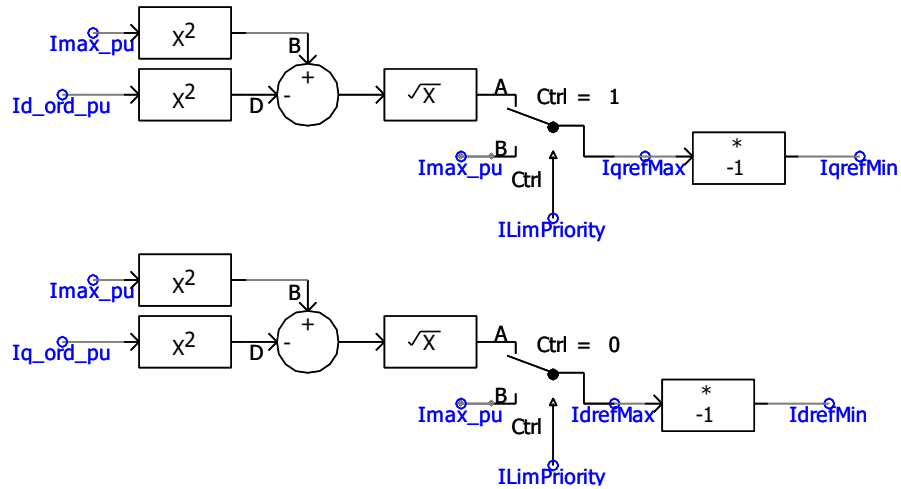 Imax_pu
X2
B
+
Id_ord_pu
X2
D
-
√X
A
Ctrl = 1
B
Imax_pu
Ctrl
ILimPriority
IqrefMax
*
-1
IqrefMin
Imax_pu
X2
B
+
Iq_ord_pu
X2
D
-
√X
A
Ctrl = 0
B
Imax_pu
Ctrl
ILimPriority
IdrefMax
*
-1
IdrefMin